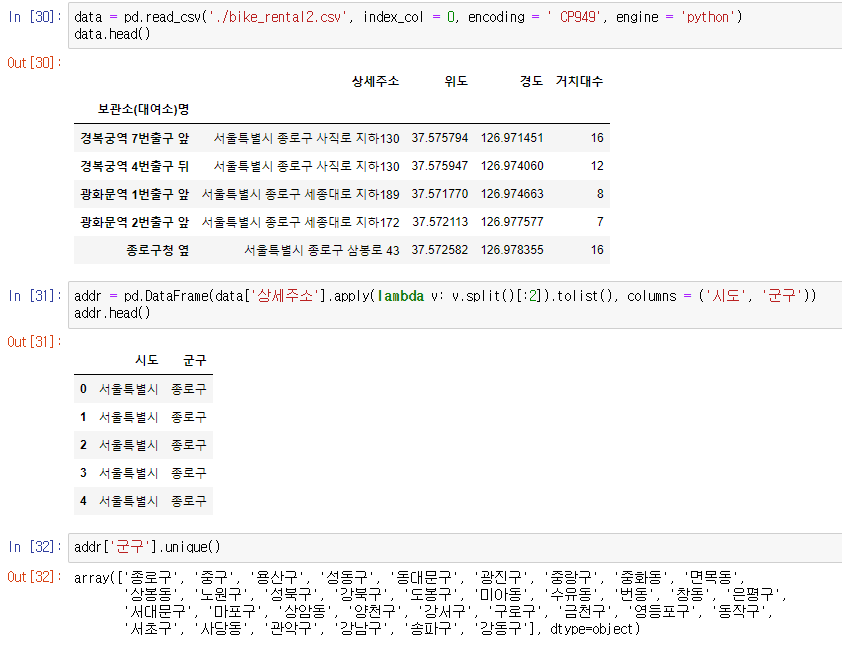 In [30]: data = pd.read_csv('./bike_rental2.csv', index_col = 0, encoding = ' CP949', engine = 'python')
data.head()
Out[30]:
상세주소 위도 경도 거치대수
보관소(대여소)명
경복궁역 7번출구 앞 서울특별시 종로구 사직로 지하130 37.575794 126.971451 16
경복궁역 4번출구 뒤 서울특별시 종로구 사직로 지하130 37.575947 126.974060 12
광화문역 1번출구 앞 서울특별시 종로구 세종대로 지하189 37.571770 126.974663 8
광화문역 2번출구 앞 서울특별시 종로구 세종대로 지하172 37.572113 126.977577 7
종로구청 옆 서울특별시 종로구 삼봉로 43 37.572582 126.978355 16
In [31]: addr = pd.DataFrame(data['상세주소'].apply(lambda v: v.split()[:2]).tolist(), columns = ('시도', '군구'))
addr.head()
Out[31]:
시도 군구
0 서울특별시 종로구
1 서울특별시 종로구
2 서울특별시 종로구
3 서울특별시 종로구
4 서울특별시 종로구
In [32]: addr['군구'].unique()
Out[32]: array(['종로구', '중구', '용산구', '성동구', '동대문구', '광진구', '중랑구', '중화동', '면목동',
'상봉동', '노원구', '성북구', '강북구', '도봉구', '미아동', '수유동', '번동', '창동', '은평구',
'서대문구', '마포구', '상암동', '양천구', '강서구', '구로구', '금천구', '영등포구', '동작구',
'서초구', '사당동', '관악구', '강남구', '송파구', '강동구'], dtype=object)